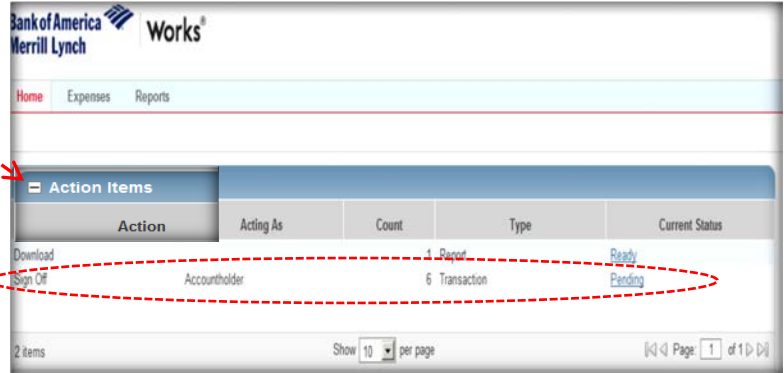 Bank of America
Merrill Lynch
Works®
Home Expenses Reports
Action Items
Action Acting As Count Type Current Status
Download 1 Report Ready
Sign Off Accountholder 6 Transaction Pending
2 items Show 10 per page Page: 1 of 1